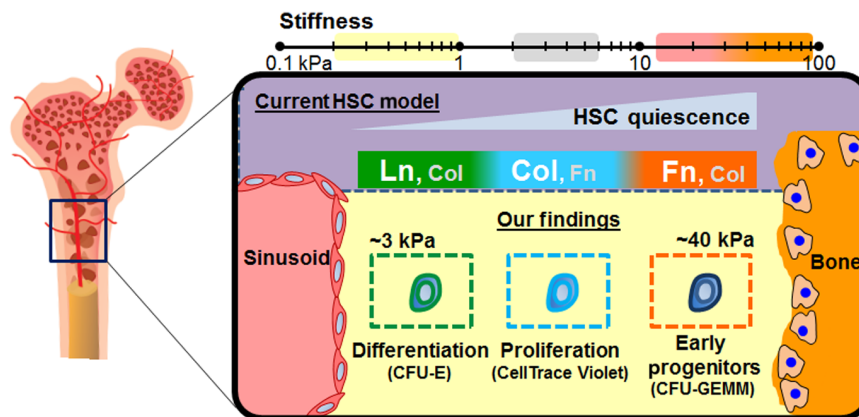 Stiffness
0.1 kPa 1 10 100
Current HSC model
HSC quiescence
Ln, Col Col, Fn Fn, Col
Our findings
~3 kPa ~40 kPa
Sinusoid Bone
Differentiation Proliferation Early
(CFU-E) (CellTrace Violet) progenitors
(CFU-GEMM)